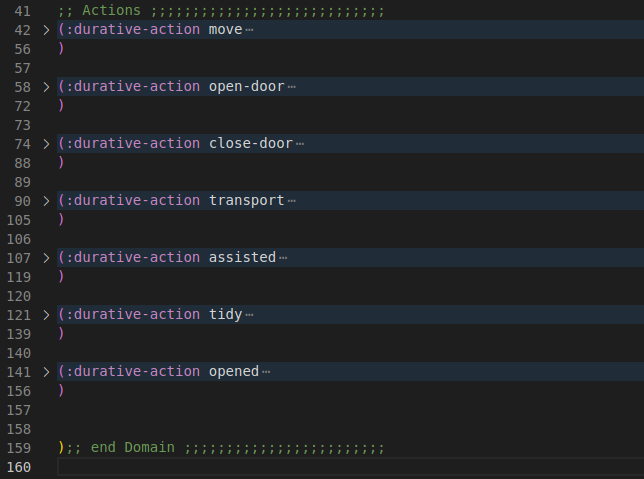 41 ;; Actions ;;;;;;;;;;;;;;;;;;;;;;;;;;;;
42 > (:durative-action move⋯
56 )
57
58 > (:durative-action open-door⋯
72 )
73
74 > (:durative-action close-door⋯
88 )
89
90 > (:durative-action transport⋯
105 )
106
107 > (:durative-action assisted⋯
119 )
120
121 > (:durative-action tidy⋯
139 )
140
141 > (:durative-action opened⋯
156 )
157
158
159 );; end Domain ;;;;;;;;;;;;;;;;;;;;;;;;
160